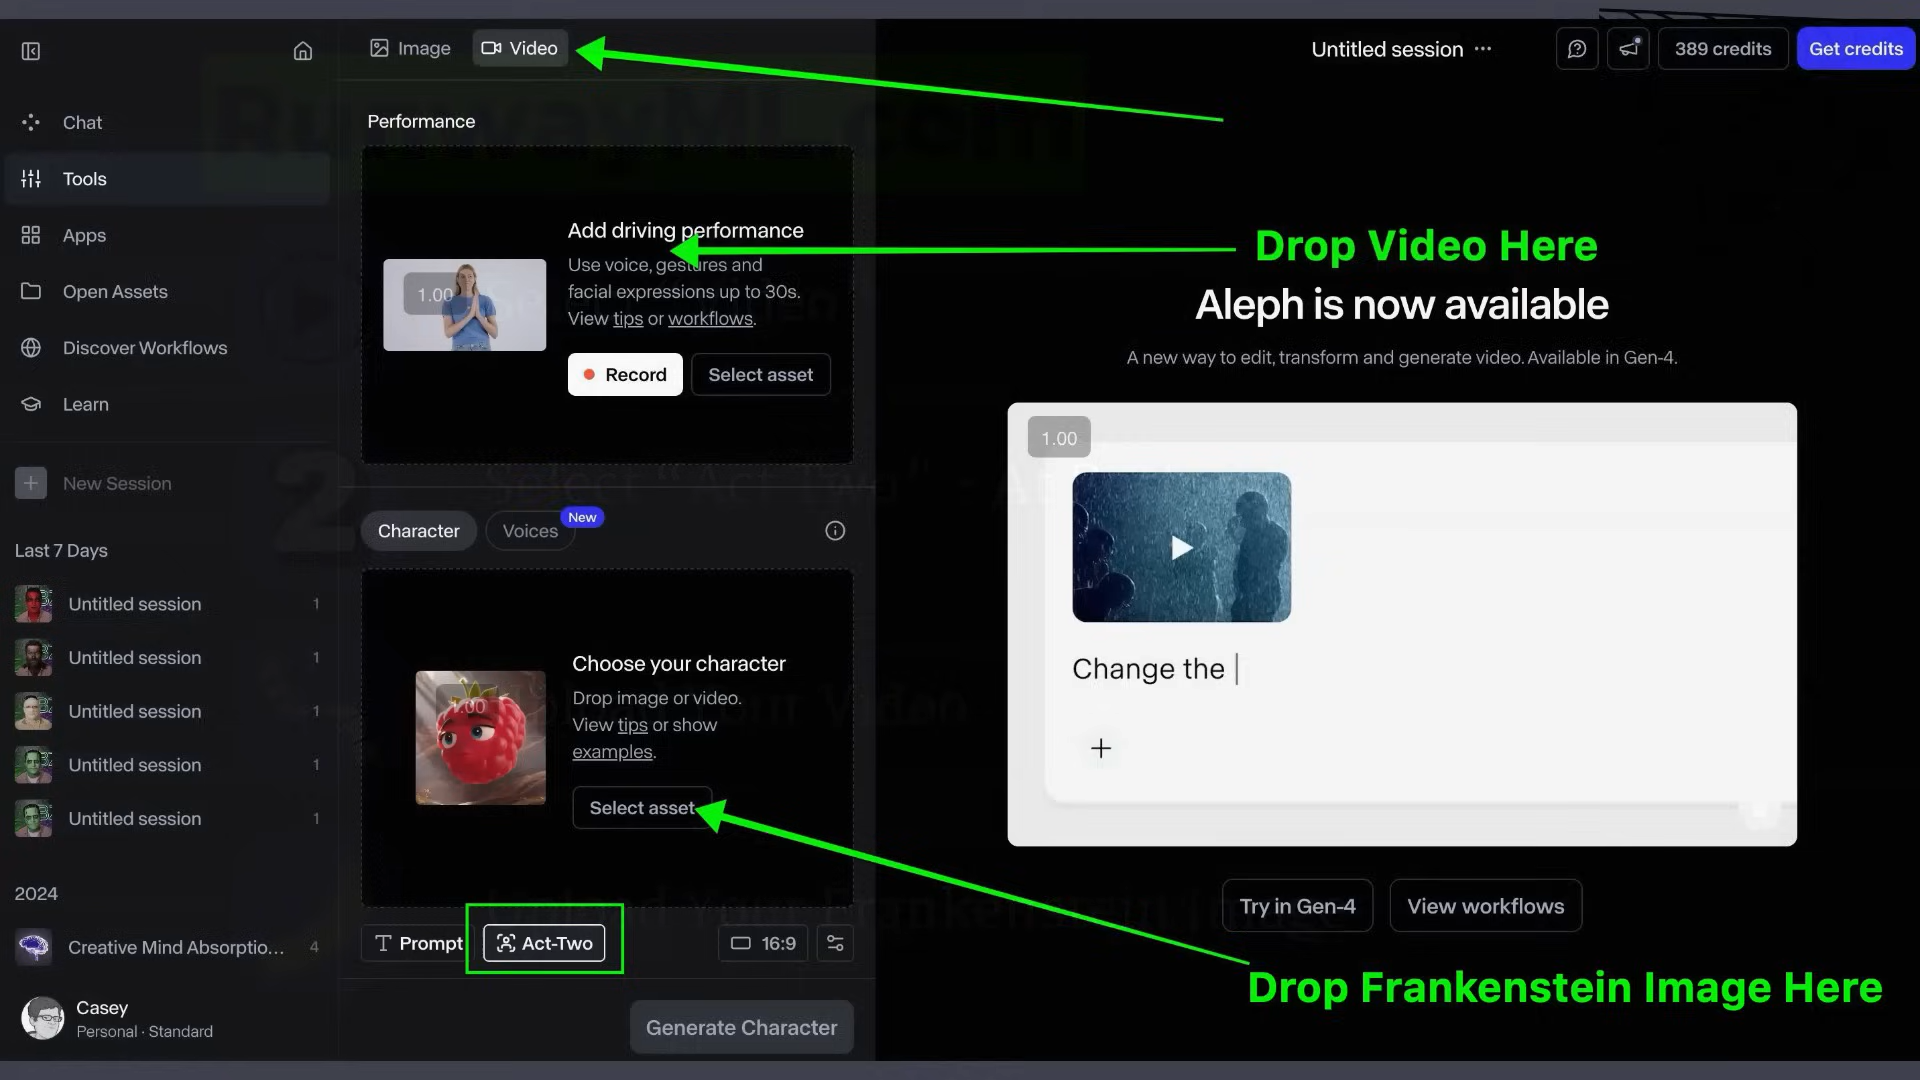 Chat
Tools
Apps
Open Assets
Discover Workflows
Learn
New Session
Last 7 Days
Untitled session 1
Untitled session 1
Untitled session 1
Untitled session 1
Untitled session 1
2024
Creative Mind Absorptio... 4
Casey
Personal · Standard
Image
Video
Performance
Add driving performance
Use voice, gestures and
facial expressions up to 30s.
View tips or workflows.
1.00
Record
Select asset
Character
Voices
New
Choose your character
Drop image or video.
View tips or show
examples.
1.00
Select asset
Prompt
Act-Two
16:9
Generate Character
Untitled session ...
389 credits
Get credits
Drop Video Here
Aleph is now available
A new way to edit, transform and generate video. Available in Gen-4.
1.00
Change the
Try in Gen-4
View workflows
Drop Frankenstein Image Here
RunwayML.com
2